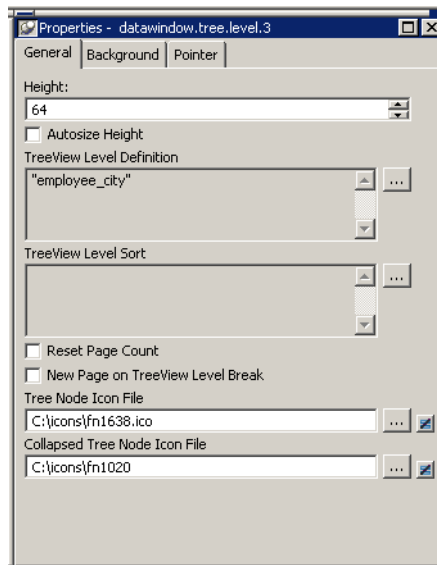 Properties - datawindow.tree.level.3
General Background Pointer
Height:
64
Autosize Height
TreeView Level Definition
"employee_city"
...
TreeView Level Sort
...
Reset Page Count
New Page on TreeView Level Break
Tree Node Icon File
C:\icons\fn1638.ico ...
Collapsed Tree Node Icon File
C:\icons\fn1020 ...